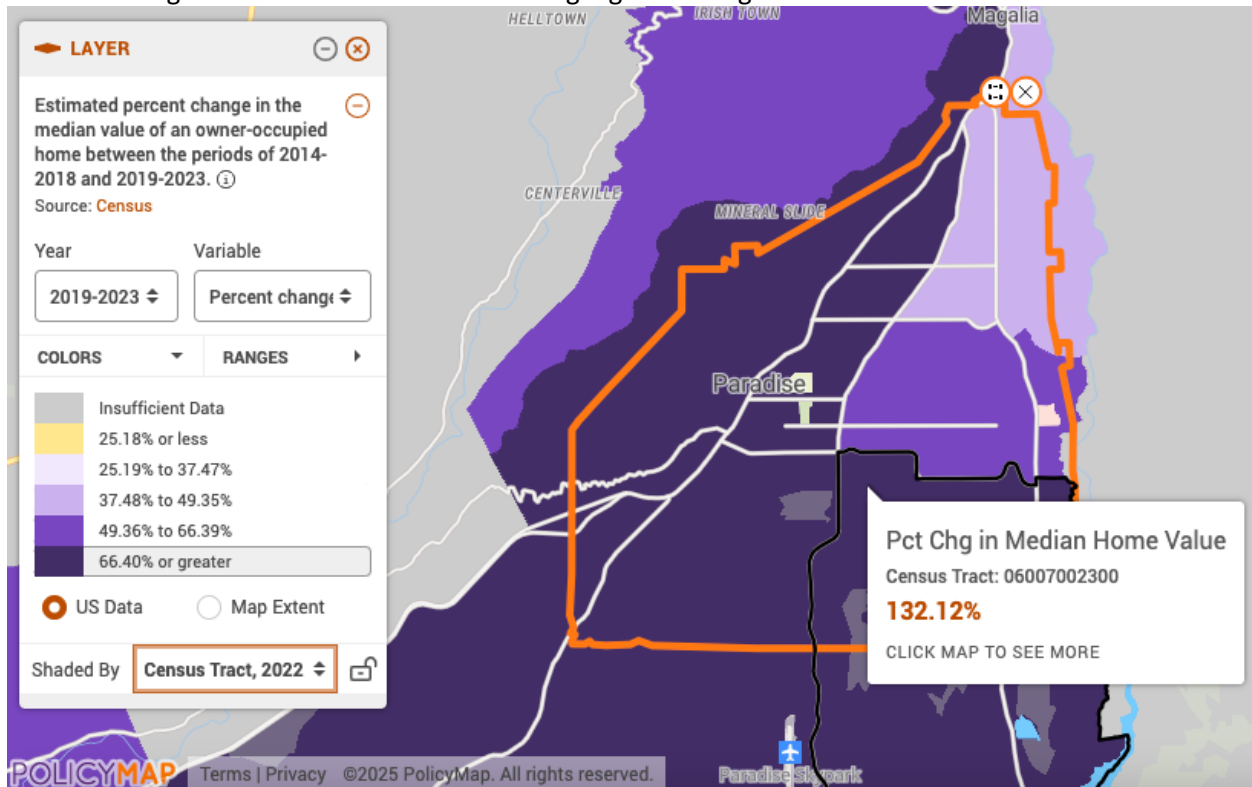 LAYER
Estimated percent change in the
median value of an owner-occupied
home between the periods of 2014-
2018 and 2019-2023.
Source: Census
Year Variable
2019-2023 Percent change
COLORS RANGES
Insufficient Data
25.18% or less
25.19% to 37.47%
37.48% to 49.35%
49.36% to 66.39%
66.40% or greater
US Data Map Extent
Shaded By Census Tract, 2022
HELLTOWN
IRISH TOWN
Magalia
CENTERVILLE
MINERAL SLIDE
Paradise
Pct Chg in Median Home Value
Census Tract: 06007002300
132.12%
CLICK MAP TO SEE MORE
Paradise Skypark
POLICYMAP Terms | Privacy ©2025 PolicyMap. All rights reserved.